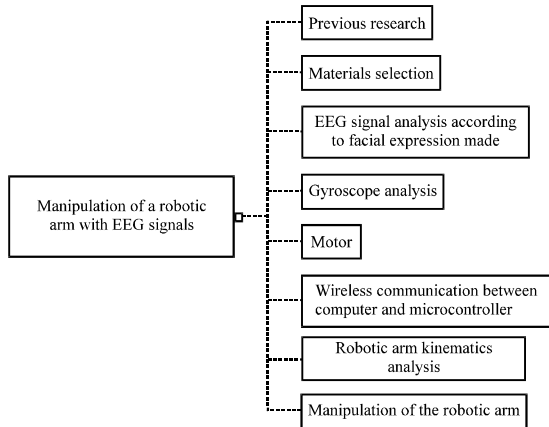 Previous research
Materials selection
EEG signal analysis according
to facial expression made
Gyroscope analysis
Manipulation of a robotic
arm with EEG signals
Motor
Wireless communication between
computer and microcontroller
Robotic arm kinematics
analysis
Manipulation of the robotic arm